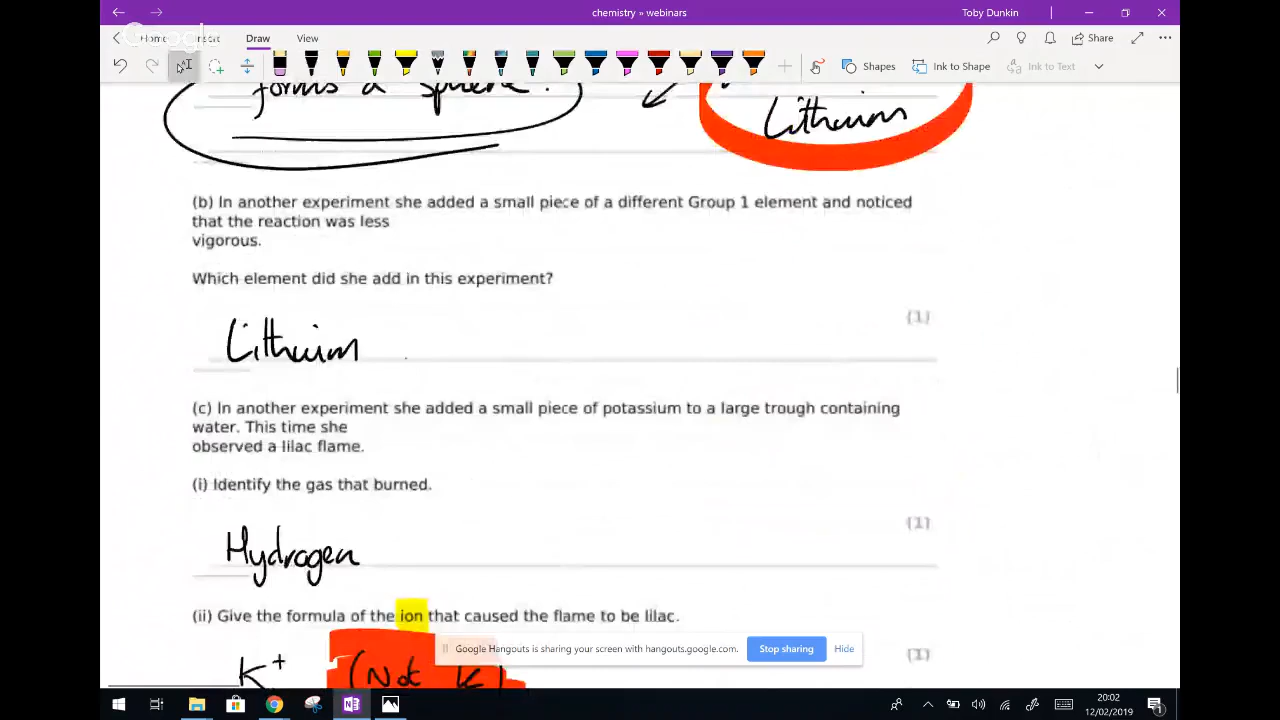 chemistry » webinars
Toby Dunkin
Google
Home
Insert
Draw
View
Share
Shapes
Ink to Shape
Ink to Text
forms a sphere.
Lithium
(b) In another experiment she added a small piece of a different Group 1 element and noticed
that the reaction was less
vigorous.
Which element did she add in this experiment?
(1)
Lithium
(c) In another experiment she added a small piece of potassium to a large trough containing
water. This time she
observed a lilac flame.
(i) Identify the gas that burned.
(1)
Hydrogen
(ii) Give the formula of the ion that caused the flame to be lilac.
Google Hangouts is sharing your screen with hangouts.google.com.
Stop sharing
Hide
(1)
K+ (Not K)
20:02
12/02/2019